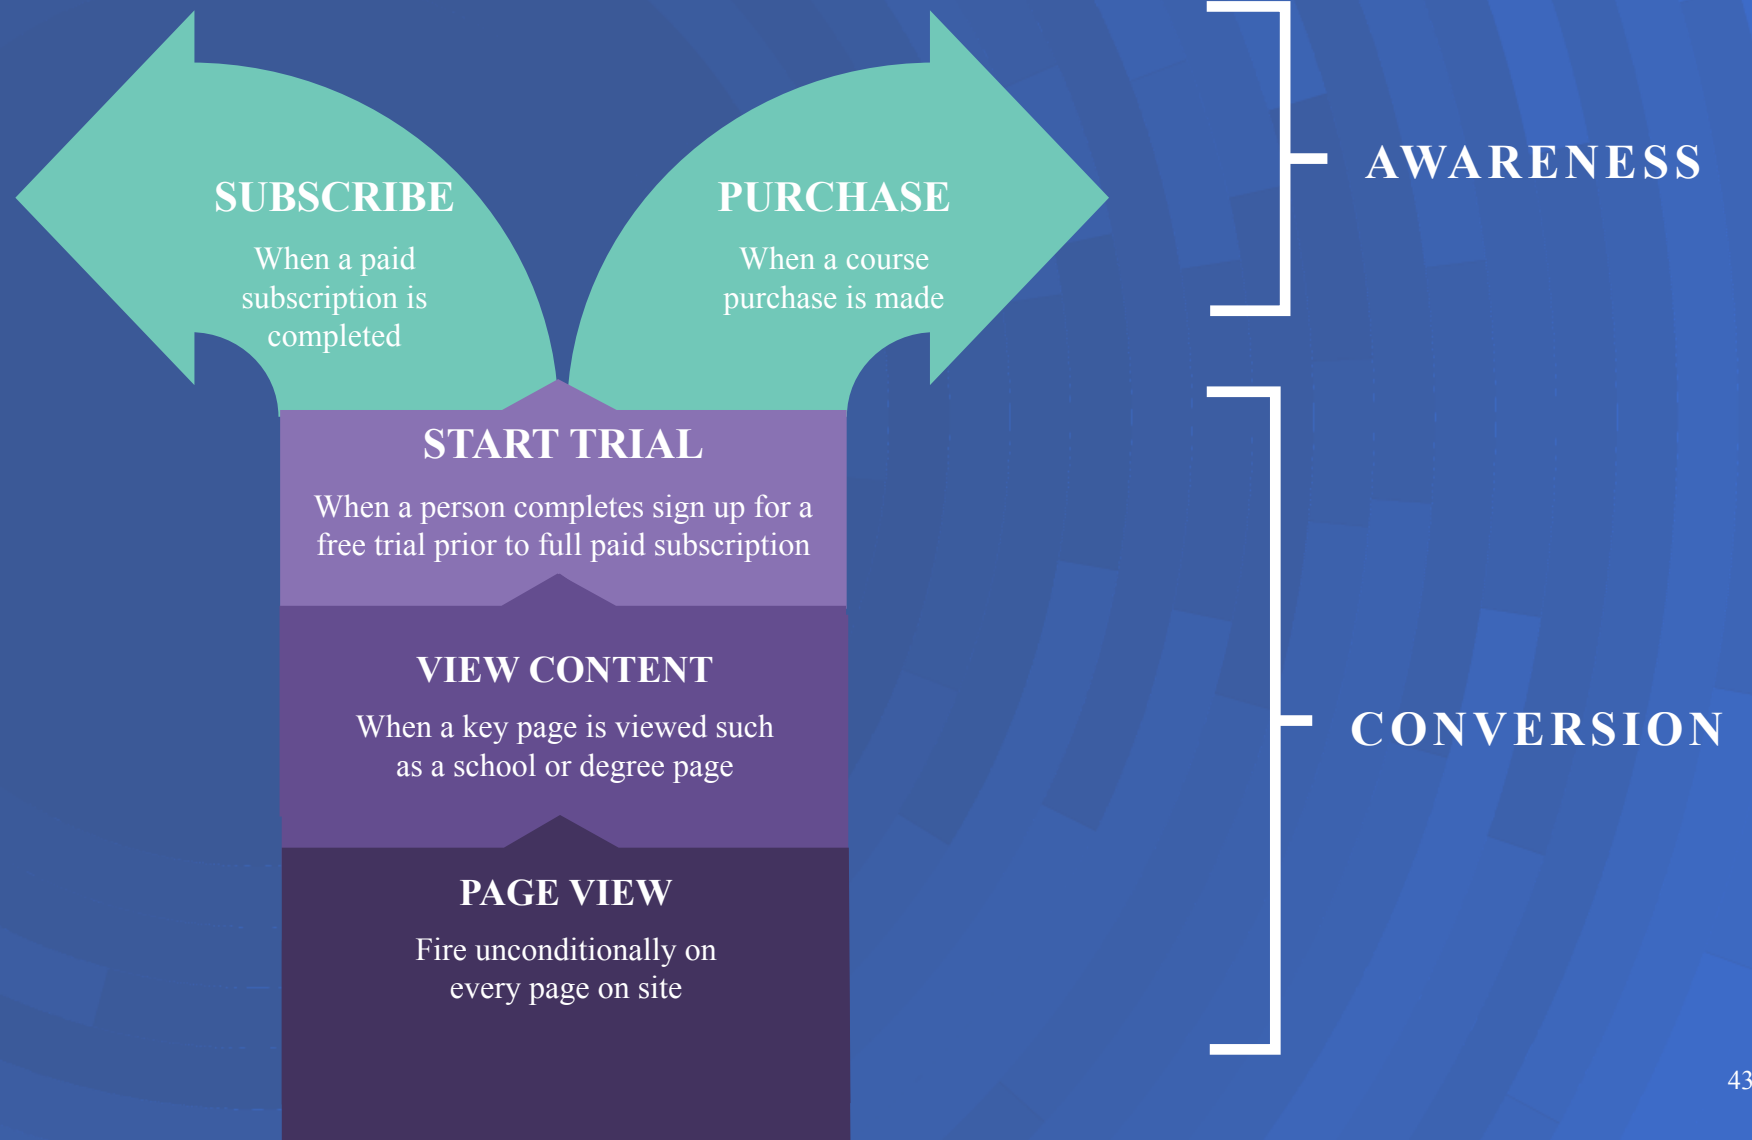 SUBSCRIBE
When a paid
subscription is
completed
PURCHASE
When a course
purchase is made
AWARENESS
START TRIAL
When a person completes sign up for a
free trial prior to full paid subscription
VIEW CONTENT
When a key page is viewed such
as a school or degree page
CONVERSION
PAGE VIEW
Fire unconditionally on
every page on site
43